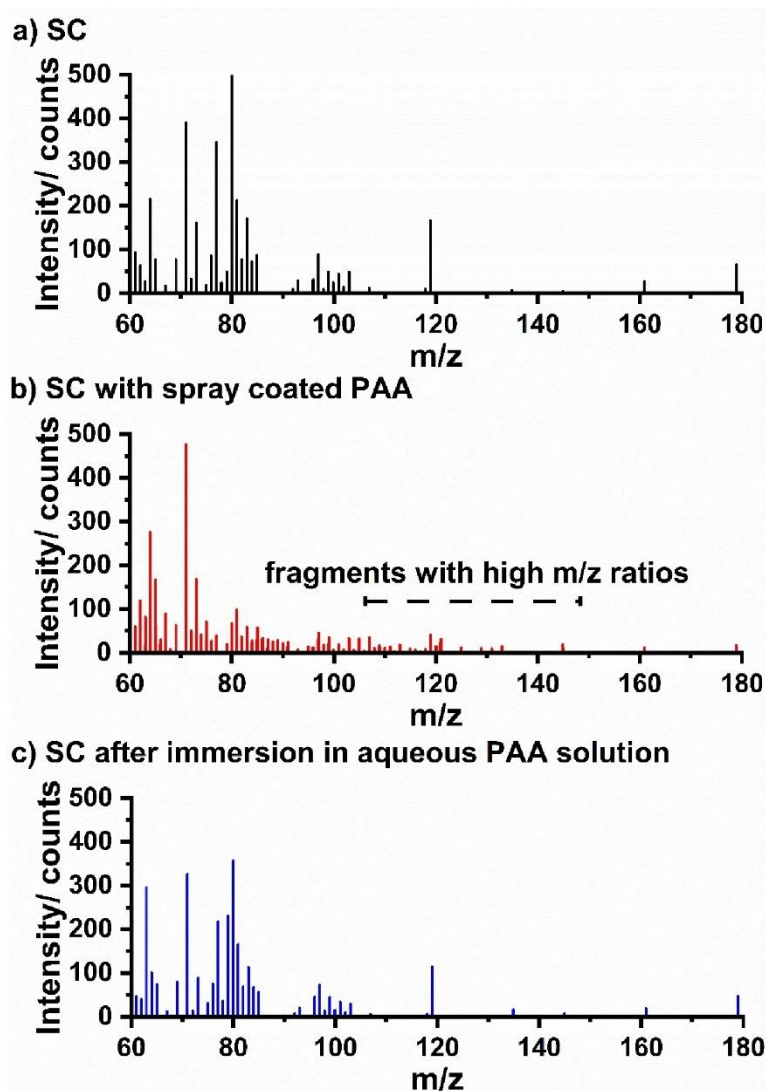 a) SC
Intensity/ counts
500
400
300
200
100
0
60 80 100 120 140 160 180
m/z
b) SC with spray coated PAA
Intensity/ counts
500
400
300
200
100
0
fragments with high m/z ratios
60 80 100 120 140 160 180
m/z
c) SC after immersion in aqueous PAA solution
Intensity/ counts
500
400
300
200
100
0
60 80 100 120 140 160 180
m/z